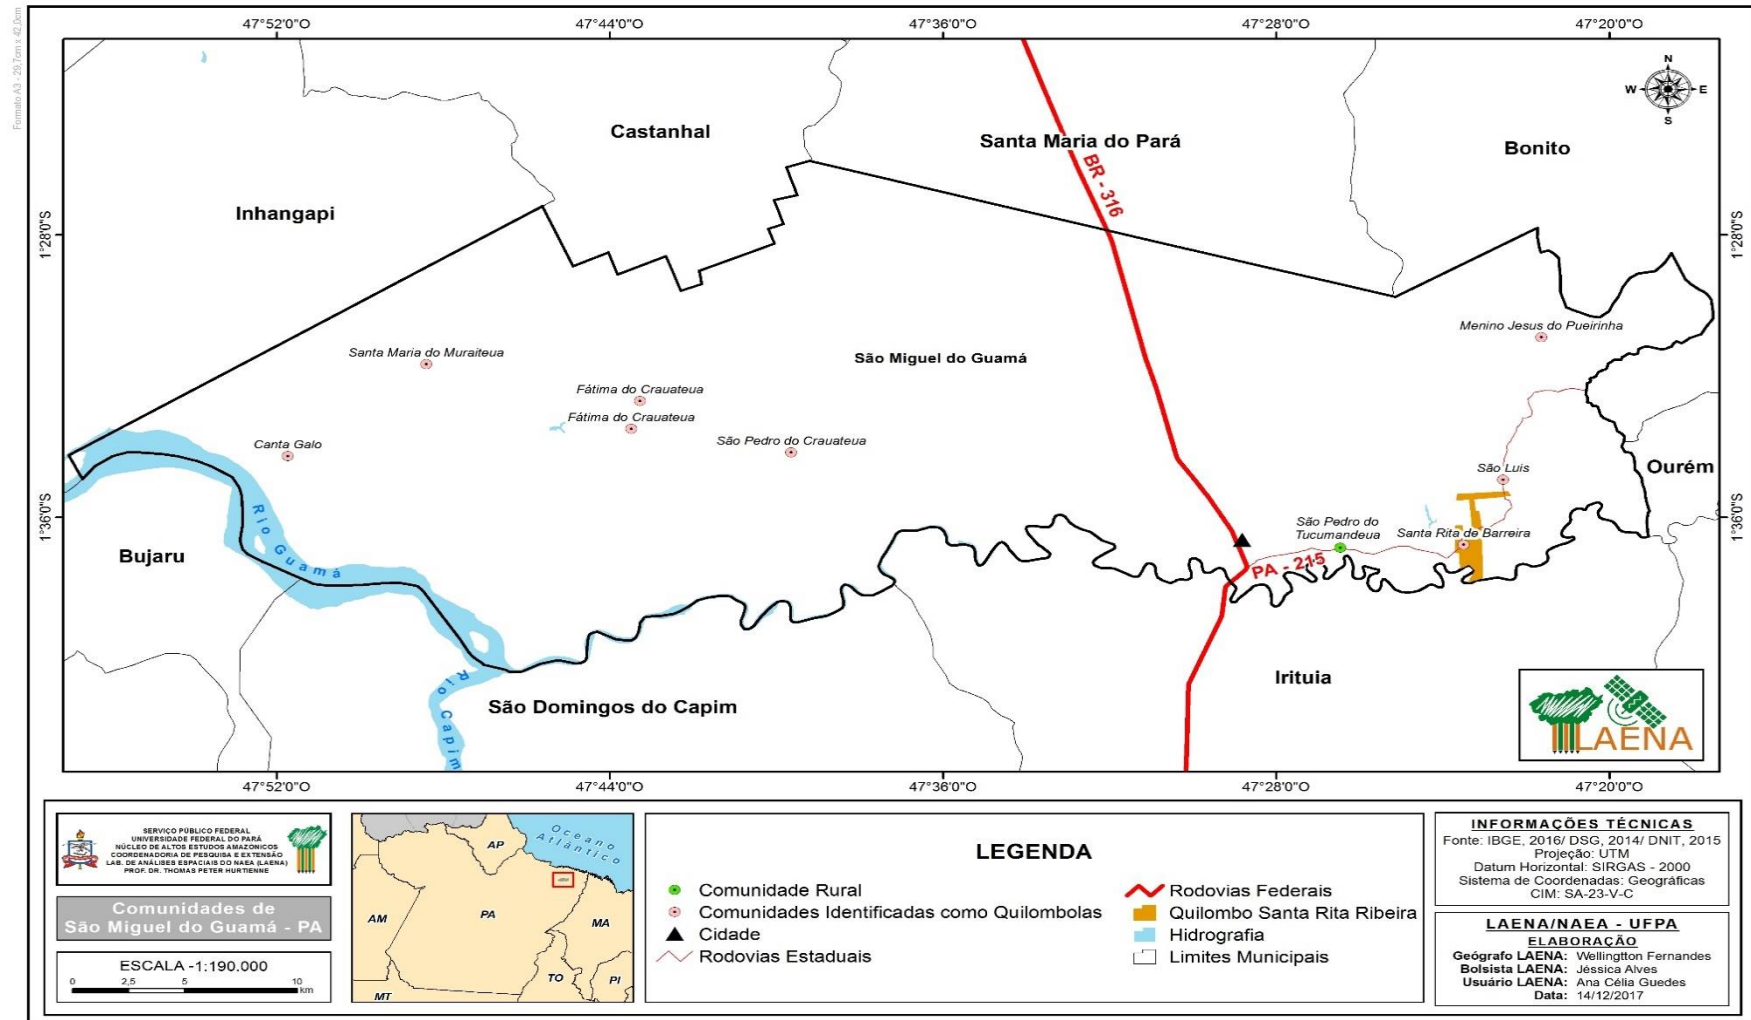 Formato A3 - 29,7cm x 42,0cm
47°52'0"O
47°44'0"O
47°36'0"O
47°28'0"O
47°20'0"O
N
W
E
S
Castanhal
Santa Maria do Pará
Bonito
BR - 316
Inhangapi
1°28'0"S
1°28'0"S
Menino Jesus do Pueirinha
Santa Maria do Muraiteua
São Miguel do Guamá
Fátima do Crauateua
Fátima do Crauateua
São Pedro do Crauateua
Canta Galo
São Luis
Ourém
1°36'0"S
1°36'0"S
Rio Guamá
São Pedro do
Tucumandeua
Santa Rita de Barreira
Bujaru
PA - 215
Irituia
Rio Capim
São Domingos do Capim
LAENA
47°52'0"O
47°44'0"O
47°36'0"O
47°28'0"O
47°20'0"O
SERVIÇO PÚBLICO FEDERAL
UNIVERSIDADE FEDERAL DO PARÁ
NÚCLEO DE ALTOS ESTUDOS AMAZONICOS
COORDENADORIA DE PESQUISA E EXTENSÃO
LAB. DE ANÁLISES ESPACIAIS DO NAEA (LAENA)
PROF. DR. THOMAS PETER HURTIENNE
Comunidades de
São Miguel do Guamá - PA
ESCALA -1:190.000
0 2,5 5 10
km
Oceano
Atlântico
AP
AM
PA
MA
TO
PI
MT
LEGENDA
Comunidade Rural
Comunidades Identificadas como Quilombolas
Cidade
Rodovias Estaduais
Rodovias Federais
Quilombo Santa Rita Ribeira
Hidrografia
Limites Municipais
INFORMAÇÕES TÉCNICAS
Fonte: IBGE, 2016/ DSG, 2014/ DNIT, 2015
Projeção: UTM
Datum Horizontal: SIRGAS - 2000
Sistema de Coordenadas: Geográficas
CIM: SA-23-V-C
LAENA/NAEA - UFPA
ELABORAÇÃO
Geógrafo LAENA: Wellingtton Fernandes
Bolsista LAENA: Jéssica Alves
Usuário LAENA: Ana Célia Guedes
Data: 14/12/2017